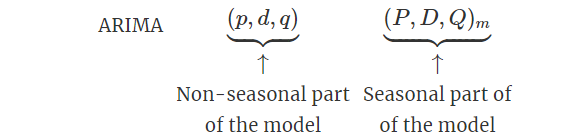 ARIMA (p, d, q) (P, D, Q)m
↑ ↑
Non-seasonal part Seasonal part of
of the model of the model